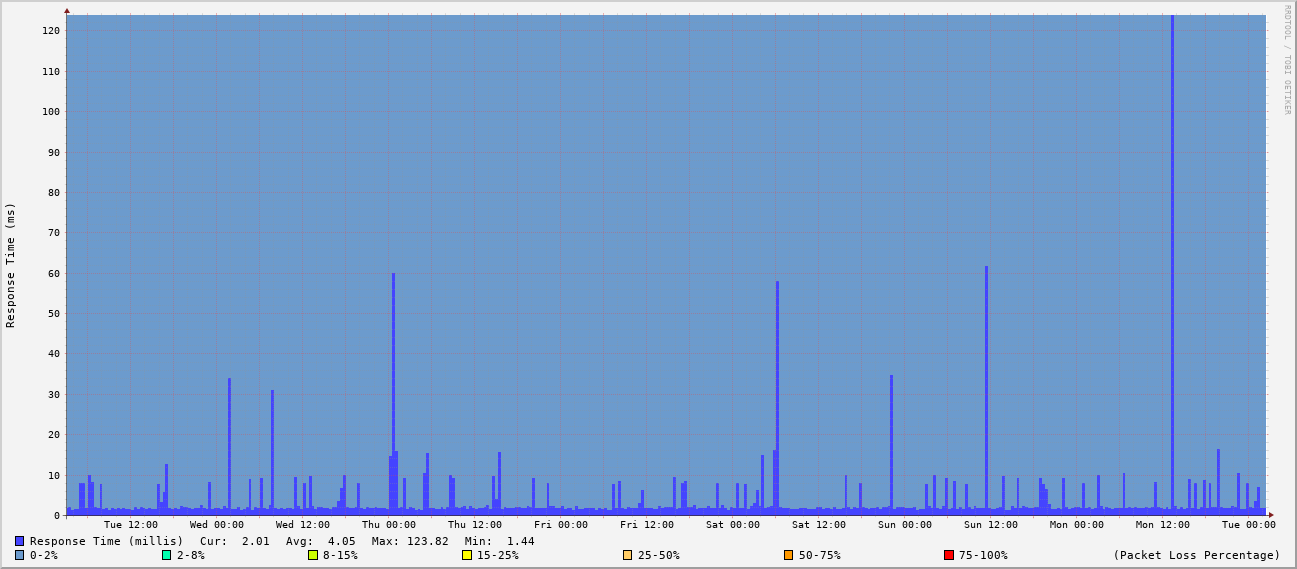 RRDTOOL / TOBI OETIKER
Response Time (ms)
120
110
100
90
80
70
60
50
40
30
20
10
0
Tue 12:00 Wed 00:00 Wed 12:00 Thu 00:00 Thu 12:00 Fri 00:00 Fri 12:00 Sat 00:00 Sat 12:00 Sun 00:00 Sun 12:00 Mon 00:00 Mon 12:00 Tue 00:00
Response Time (millis) Cur: 2.01 Avg: 4.05 Max: 123.82 Min: 1.44
0-2% 2-8% 8-15% 15-25% 25-50% 50-75% 75-100% (Packet Loss Percentage)